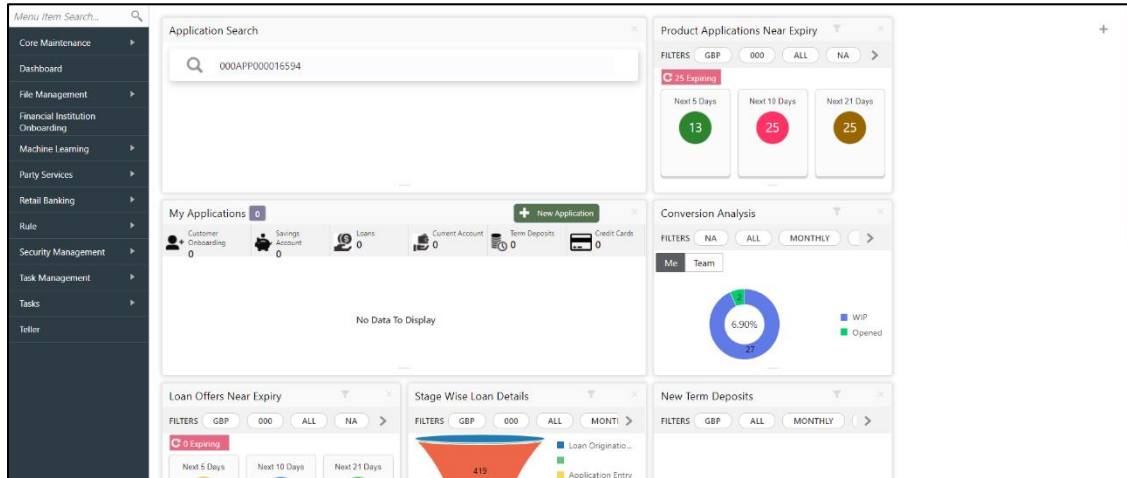 Menu Item Search...
Core Maintenance
Dashboard
File Management
Financial Institution
Onboarding
Machine Learning
Party Services
Retail Banking
Rule
Security Management
Task Management
Tasks
Teller
Application Search
000APP000016594
Product Applications Near Expiry
FILTERS GBP 000 ALL NA
25 Expiring
Next 5 Days Next 10 Days Next 21 Days
13 25 25
My Applications 0 New Application
Customer
Onboarding
0
Savings
Account
0
Loans
0
Current Account
0
Term Deposits
0
Credit Cards
0
No Data To Display
Conversion Analysis
FILTERS NA ALL MONTHLY
Me Team
2
6.90%
27
WIP
Opened
Loan Offers Near Expiry
FILTERS GBP 000 ALL NA
0 Expiring
Next 5 Days Next 10 Days Next 21 Days
Stage Wise Loan Details
FILTERS GBP 000 ALL MONTI
419
Loan Originatio...
Application Entry
New Term Deposits
FILTERS GBP ALL MONTHLY